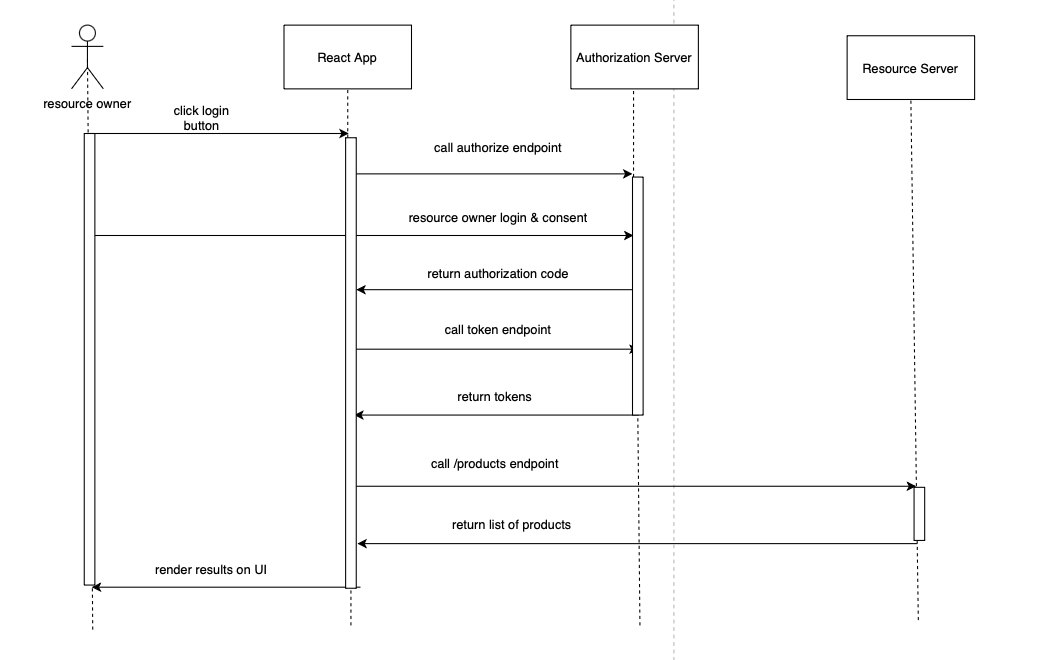 React App
Authorization Server
Resource Server
resource owner
click login
button
call authorize endpoint
resource owner login & consent
return authorization code
call token endpoint
return tokens
call /products endpoint
return list of products
render results on UI